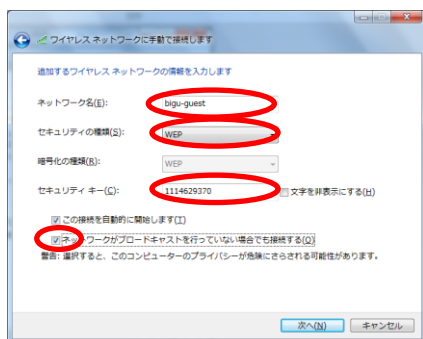 ワイヤレス ネットワークに手動で接続します
追加するワイヤレス ネットワークの情報を入力します
ネットワーク名(E): bigu-guest
セキュリティの種類(S): WEP
暗号化の種類(R): WEP
セキュリティ キー(C): 1114629370 文字を非表示にする(H)
この接続を自動的に開始します(T)
ネットワークがブロードキャストを行っていない場合でも接続する(O)
警告: 選択すると、このコンピューターのプライバシーが危険にさらされる可能性があります。
次へ(N) キャンセル